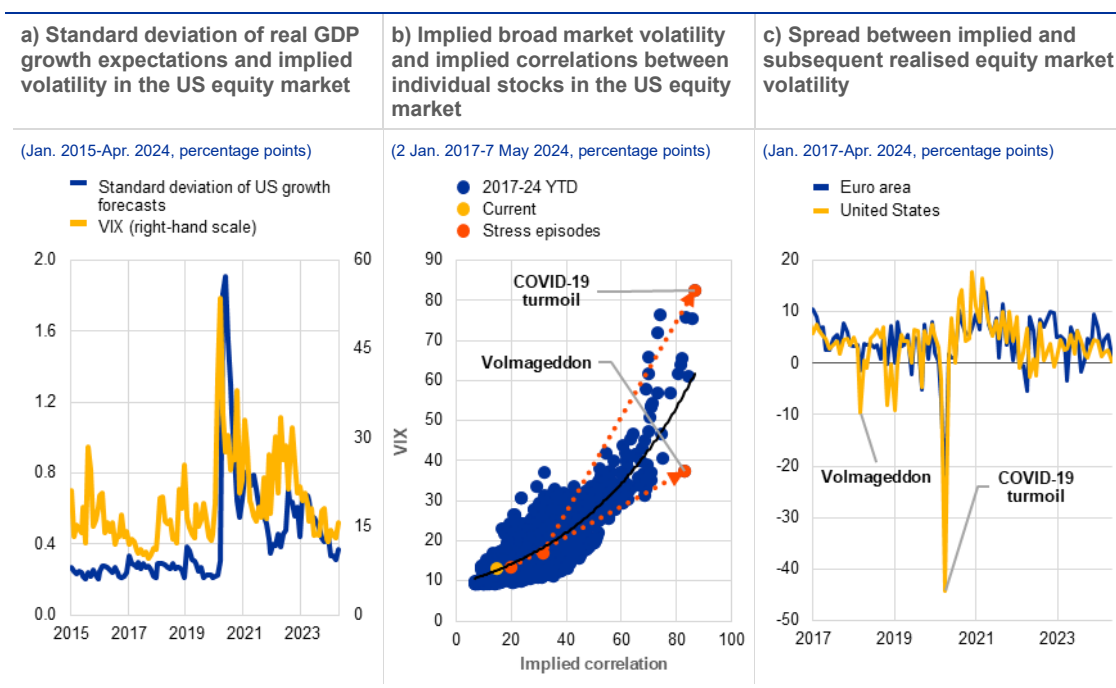 a) Standard deviation of real GDP
growth expectations and implied
volatility in the US equity market
(Jan. 2015-Apr. 2024, percentage points)
Standard deviation of US growth
forecasts
VIX (right-hand scale)
2.0
1.6
1.2
0.8
0.4
0.0
60
45
30
15
0
2015
2017
2019
2021
2023
b) Implied broad market volatility
and implied correlations between
individual stocks in the US equity
market
(2 Jan. 2017-7 May 2024, percentage points)
2017-24 YTD
Current
Stress episodes
90
80
70
60
50
40
30
20
10
0
VIX
COVID-19
turmoil
Volmageddon
0
20
40
60
80
100
Implied correlation
c) Spread between implied and
subsequent realised equity market
volatility
(Jan. 2017-Apr. 2024, percentage points)
Euro area
United States
20
10
0
-10
-20
-30
-40
-50
Volmageddon
COVID-19
turmoil
2017
2019
2021
2023